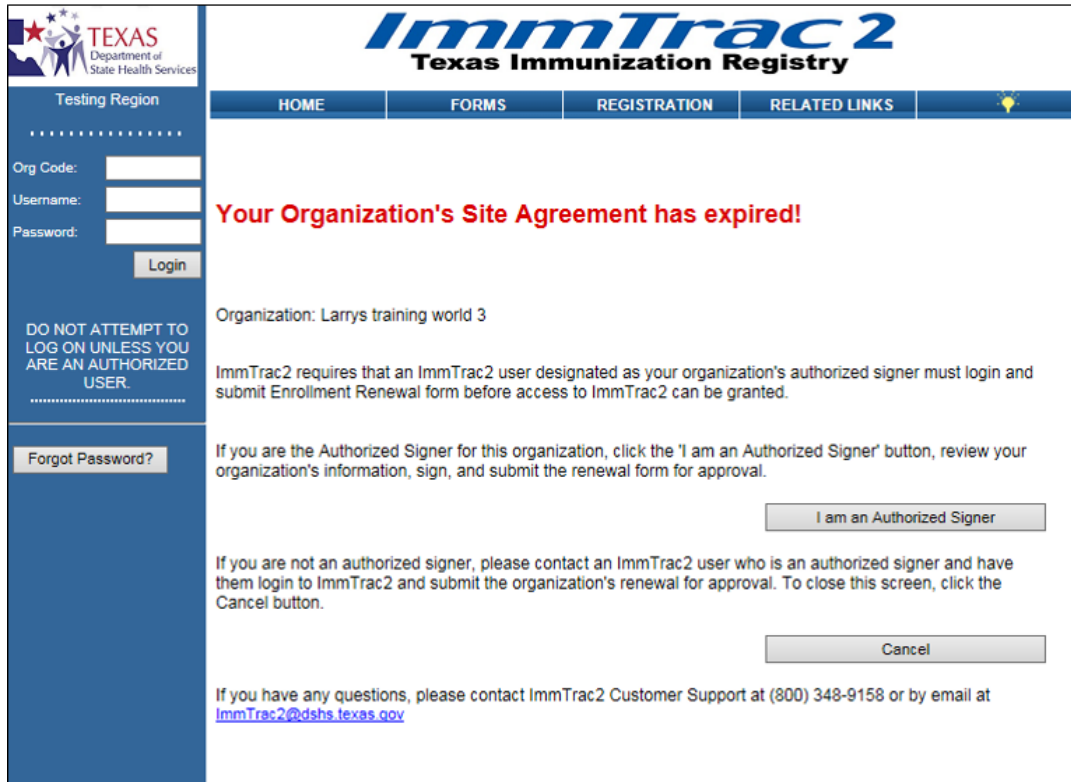 TEXAS
Department of
State Health Services
ImmTrac2
Texas Immunization Registry
Testing Region
HOME
FORMS
REGISTRATION
RELATED LINKS
Org Code:
Username:
Password:
Login
DO NOT ATTEMPT TO
LOG ON UNLESS YOU
ARE AN AUTHORIZED
USER.
Forgot Password?
Your Organization's Site Agreement has expired!
Organization: Larrys training world 3
ImmTrac2 requires that an ImmTrac2 user designated as your organization's authorized signer must login and
submit Enrollment Renewal form before access to ImmTrac2 can be granted.
If you are the Authorized Signer for this organization, click the 'I am an Authorized Signer' button, review your
organization's information, sign, and submit the renewal form for approval.
I am an Authorized Signer
If you are not an authorized signer, please contact an ImmTrac2 user who is an authorized signer and have
them login to ImmTrac2 and submit the organization's renewal for approval. To close this screen, click the
Cancel button.
Cancel
If you have any questions, please contact ImmTrac2 Customer Support at (800) 348-9158 or by email at
ImmTrac2@dshs.texas.gov